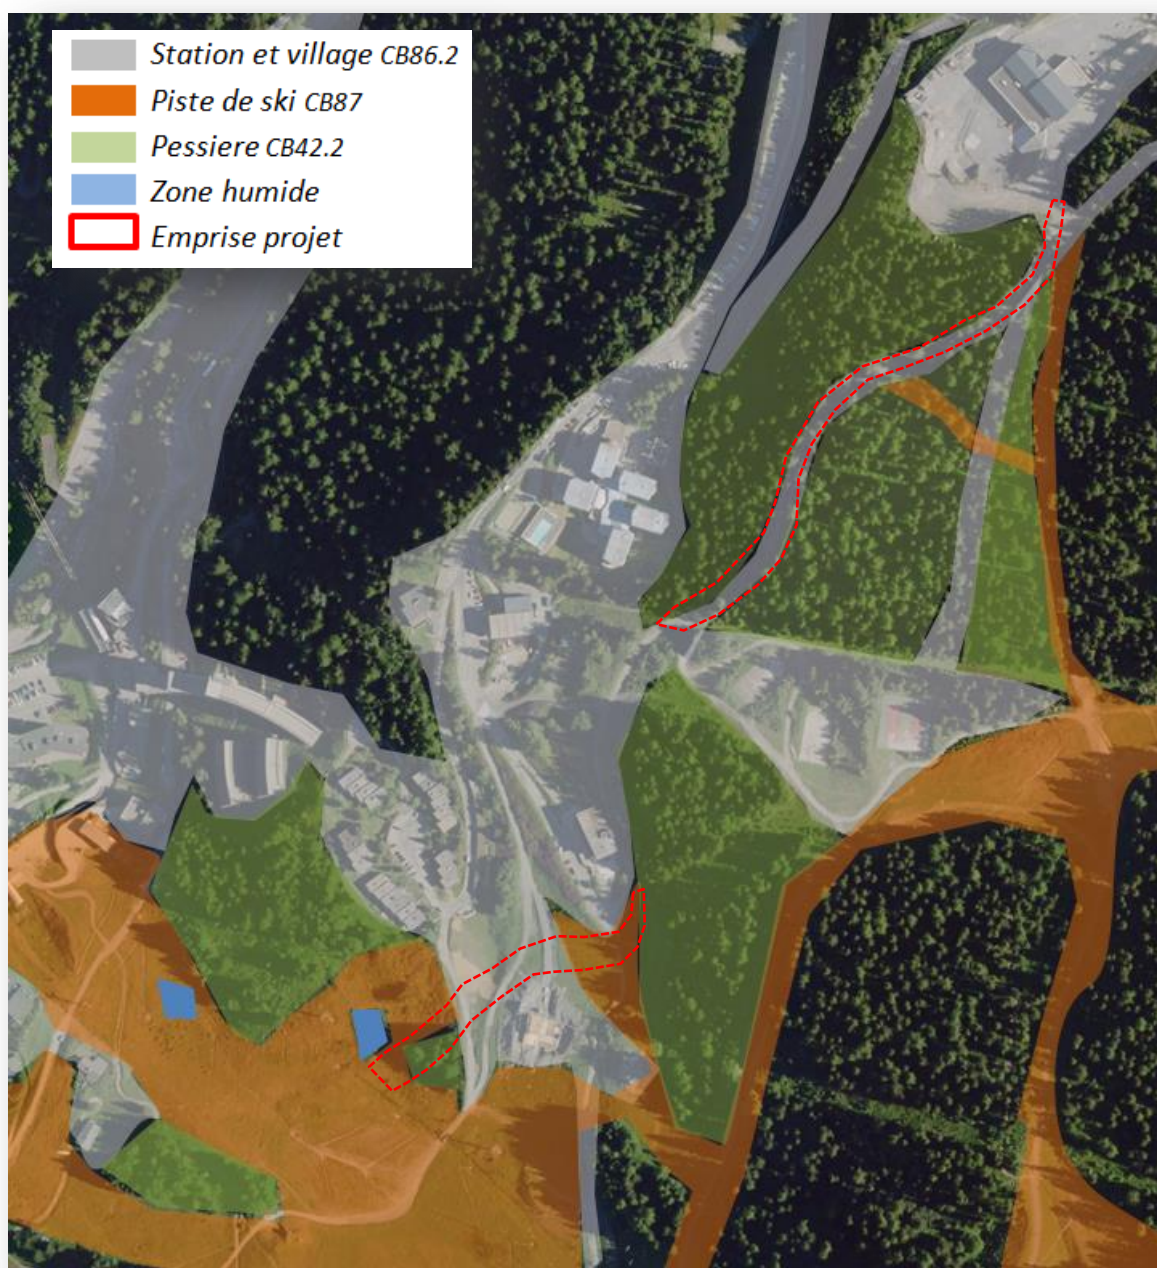 Station et village CB86.2
Piste de ski CB87
Pessiere CB42.2
Zone humide
Emprise projet